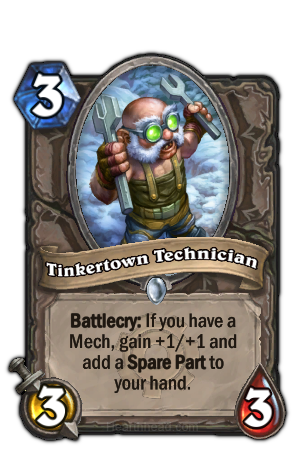 3
Tinkertown Technician
Battlecry: If you have a
Mech, gain +1/+1 and
add a Spare Part to
your hand.
3
3